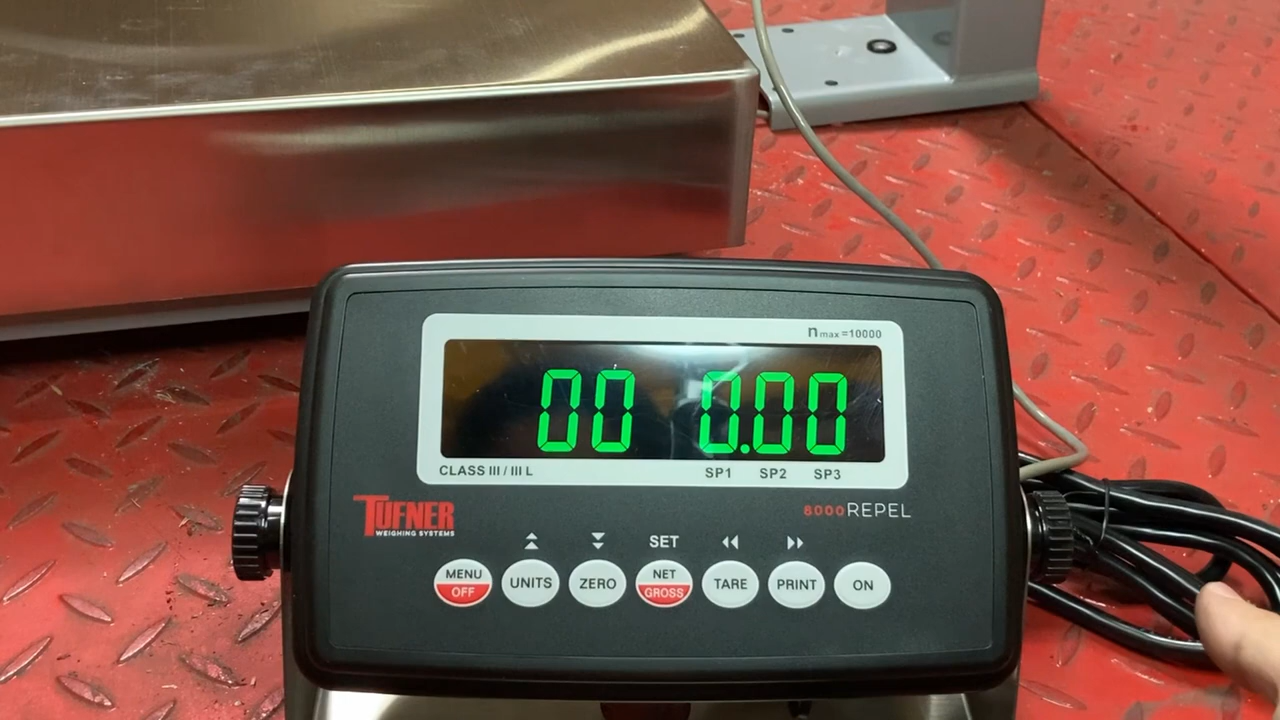 nmax=10000
00 0.00
CLASS III / III L
SP1 SP2 SP3
TUFNER
WEIGHING SYSTEMS
8000REPEL
SET
MENU
OFF
UNITS
ZERO
NET
GROSS
TARE
PRINT
ON